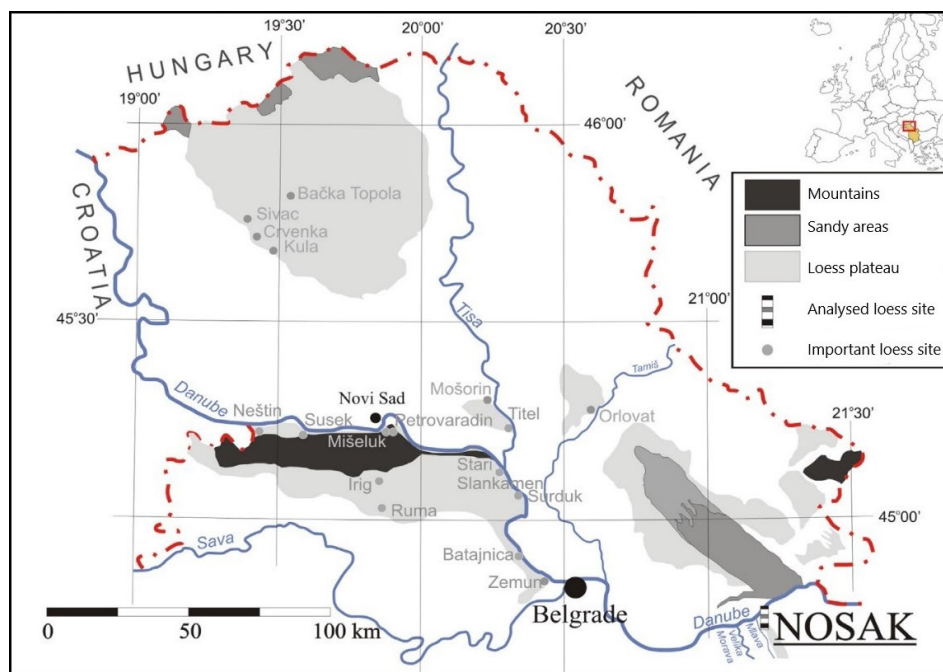 19°30’
20°00’
20°30’
HUNGARY
19°00’
46°00’
ROMANIA
CROATIA
Bačka Topola
Sivac
Crvenka
Kula
Mountains
Sandy areas
Loess plateau
Analysed loess site
Important loess site
21°00’
45°30’
Tisa
Tamiš
Mošorin
Danube
Novi Sad
Neštin
Susek
Petrovaradin
Titel
Orlovat
21°30’
Mišeluk
Stari
Slankamen
Irig
Surduk
Ruma
45°00’
Sava
Batajnica
Zemun
Belgrade
0 50 100 km
Danube
NOSAK
Mlava
Velika
Morava